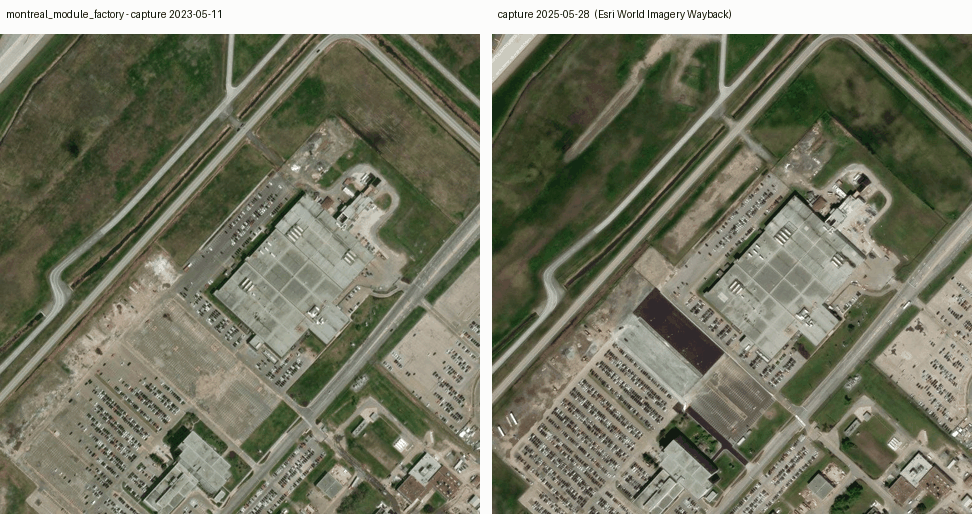 montreal_module_factory - capture 2023-05-11
capture 2025-05-28 (Esri World Imagery Wayback)